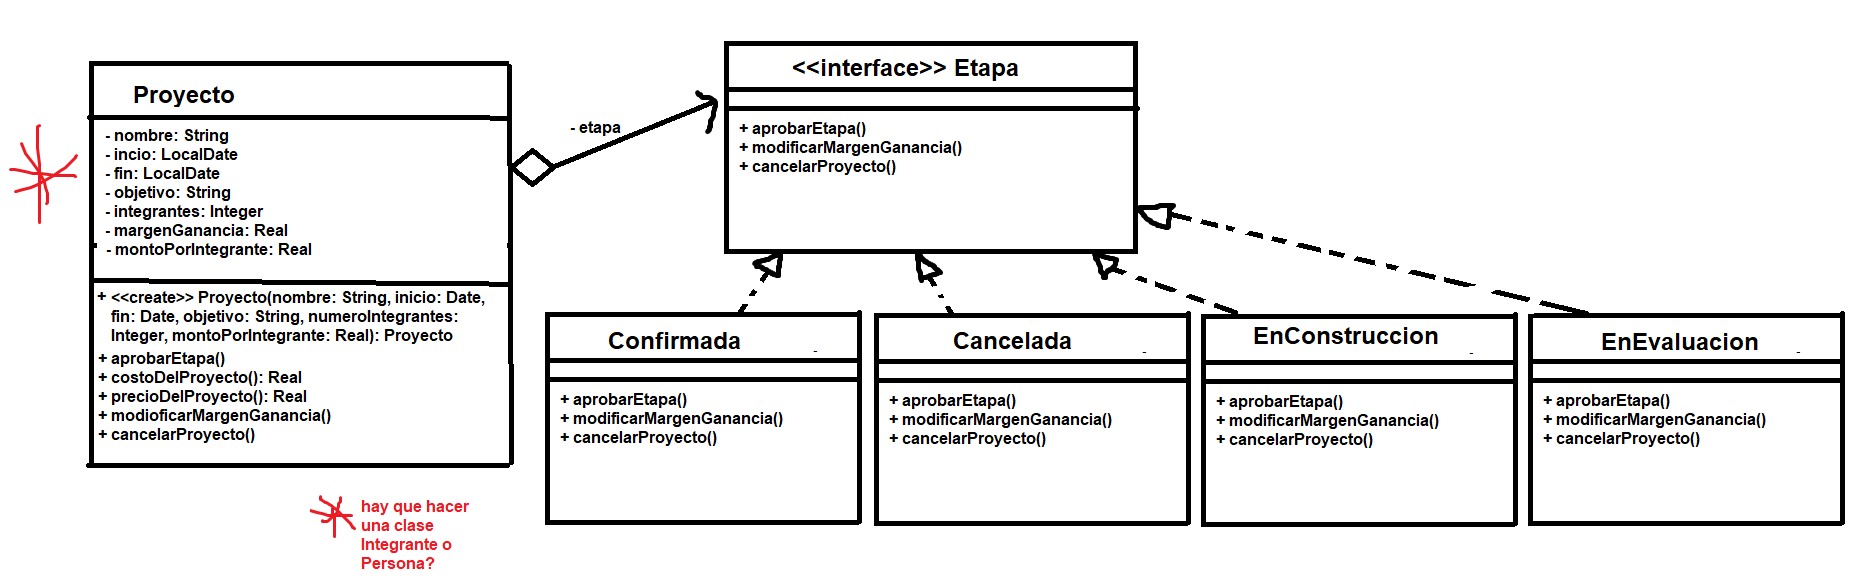 Proyecto
- nombre: String
- incio: LocalDate
- fin: LocalDate
- objetivo: String
- integrantes: Integer
- margenGanancia: Real
- montoPorIntegrante: Real
+ <<create>> Proyecto(nombre: String, inicio: Date,
fin: Date, objetivo: String, numeroIntegrantes:
Integer, montoPorIntegrante: Real): Proyecto
+ aprobarEtapa()
+ costoDelProyecto(): Real
+ precioDelProyecto(): Real
+ modioficarMargenGanancia()
+ cancelarProyecto()
- etapa
<<interface>> Etapa
+ aprobarEtapa()
+ modificarMargenGanancia()
+ cancelarProyecto()
Confirmada
+ aprobarEtapa()
+ modificarMargenGanancia()
+ cancelarProyecto()
Cancelada
+ aprobarEtapa()
+ modificarMargenGanancia()
+ cancelarProyecto()
EnConstruccion
+ aprobarEtapa()
+ modificarMargenGanancia()
+ cancelarProyecto()
EnEvaluacion
+ aprobarEtapa()
+ modificarMargenGanancia()
+ cancelarProyecto()
hay que hacer
una clase
Integrante o
Persona?